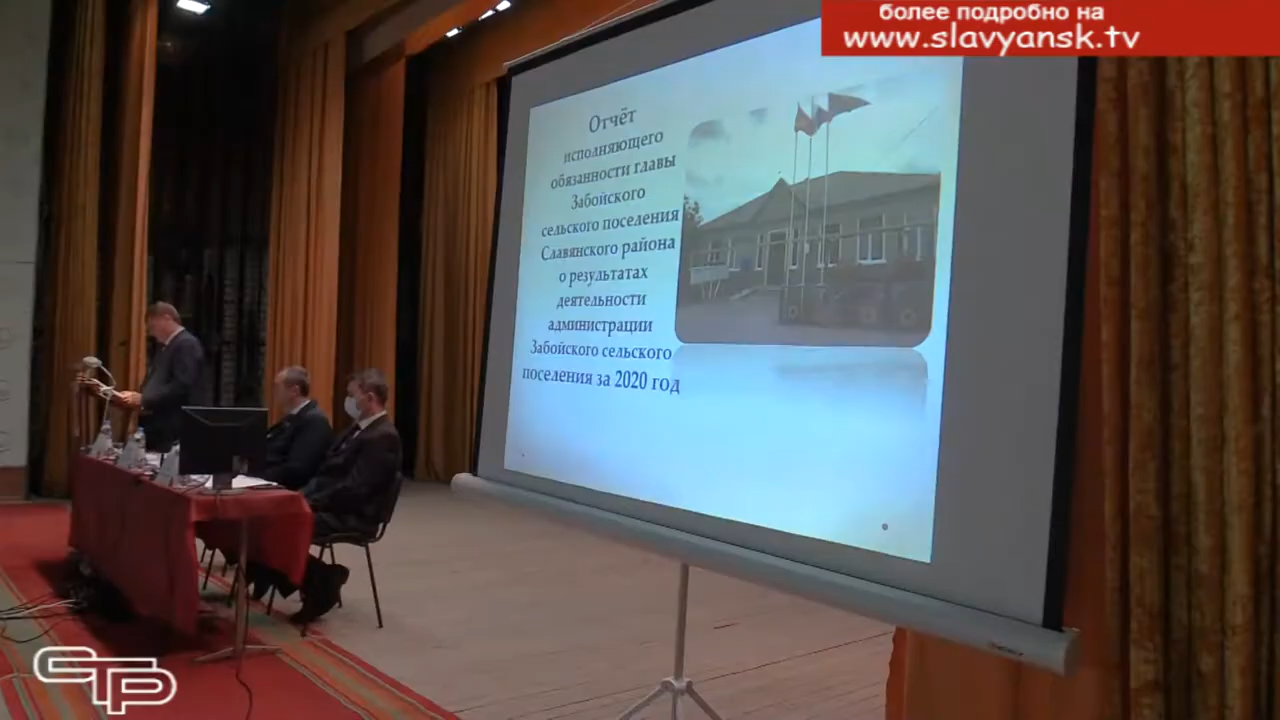 более подробно на
www.slavyansk.tv
Отчёт
исполняющего
обязанности главы
Забойского
сельского поселения
Славянского района
о результатах
деятельности
администрации
Забойского сельского
поселения за 2020 год
СТР